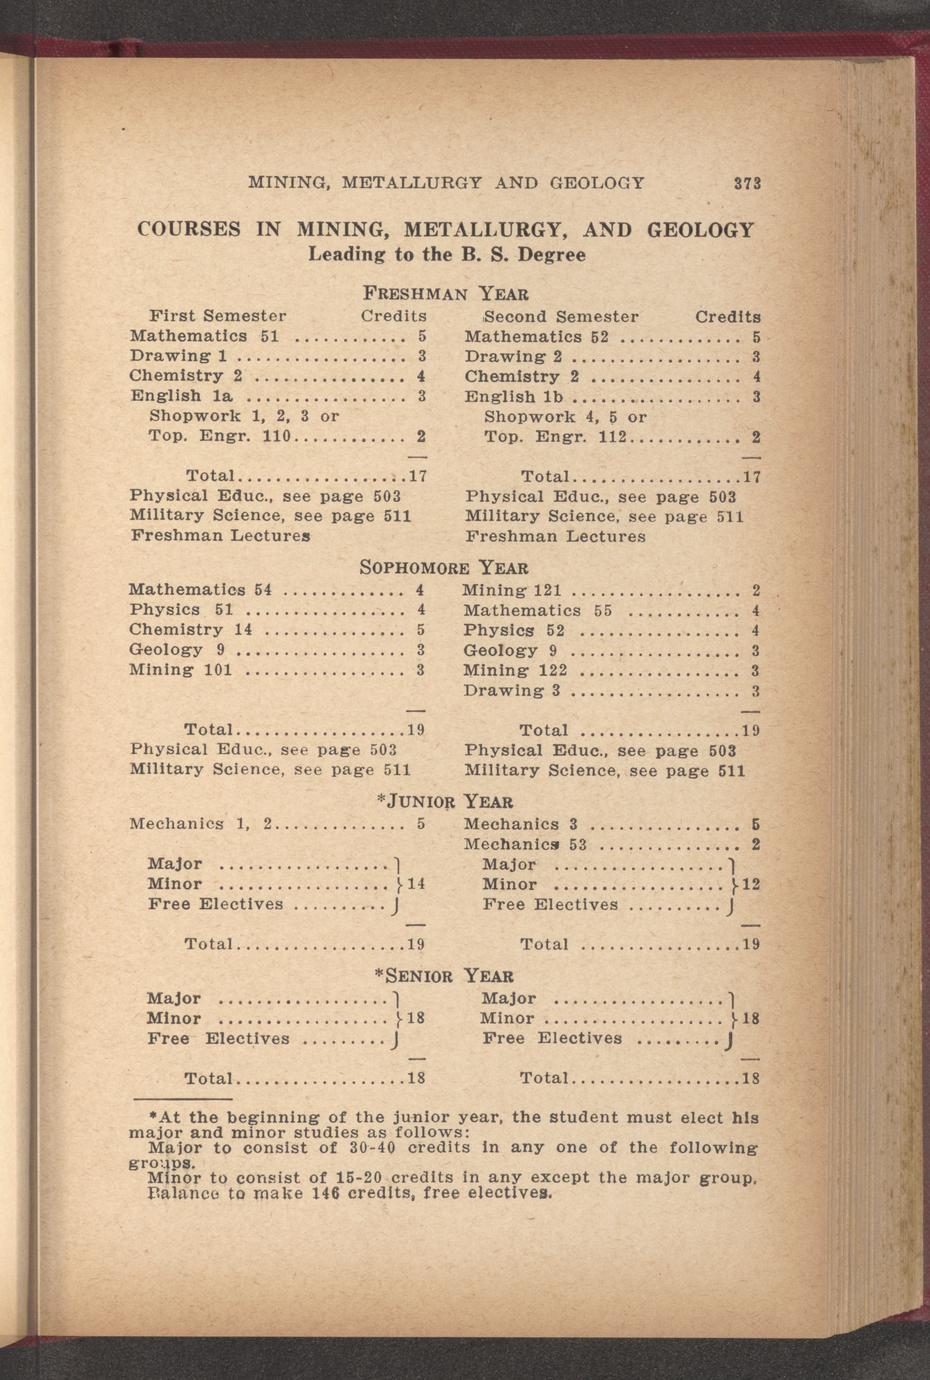 MINING, METALLURGY AND GEOLOGY 373
COURSES IN MINING, METALLURGY, AND GEOLOGY
Leading to the B. S. Degree
FRESHMAN YEAR
First Semester Credits Second Semester Credits
Mathematics 51 ............ 5 Mathematics 52 ............. 5
Drawing 1 .................. 3 Drawing 2 .................. 3
Chemistry 2 ................ 4 Chemistry 2 ................ 4
English 1a ................. 3 English 1b .................. 3
Shopwork 1, 2, 3 or Shopwork 4, 5 or
Top. Engr. 110............ 2 Top. Engr. 112............ 2
Total..................17 Total..................17
Physical Educ., see page 503 Physical Educ., see page 503
Military Science, see page 511 Military Science, see page 511
Freshman Lectures Freshman Lectures
SOPHOMORE YEAR
Mathematics 54 ............. 4 Mining 121 .................. 2
Physics 51 ................. 4 Mathematics 55 ............ 4
Chemistry 14 ............... 5 Physics 52 ................. 4
Geology 9 .................. 3 Geology 9 .................. 3
Mining 101 ................. 3 Mining 122 ................. 3
Drawing 3 .................. 3
Total..................19 Total .................19
Physical Educ., see page 503 Physical Educ., see page 503
Military Science, see page 511 Military Science, see page 511
*JUNIOR YEAR
Mechanics 1, 2.............. 5 Mechanics 3 ................ 5
Mechanics 53 ............... 2
Major .................. Major ..................
Minor .................. }14 Minor .................. }12
Free Electives .......... Free Electives ..........
Total..................19 Total .................19
*SENIOR YEAR
Major .................. Major ..................
Minor .................. }18 Minor ................... }18
Free Electives ......... Free Electives .........
Total..................18 Total..................18
*At the beginning of the junior year, the student must elect his
major and minor studies as follows:
Major to consist of 30-40 credits in any one of the following
groups.
Minor to consist of 15-20 credits in any except the major group.
Balance to make 146 credits, free electives.